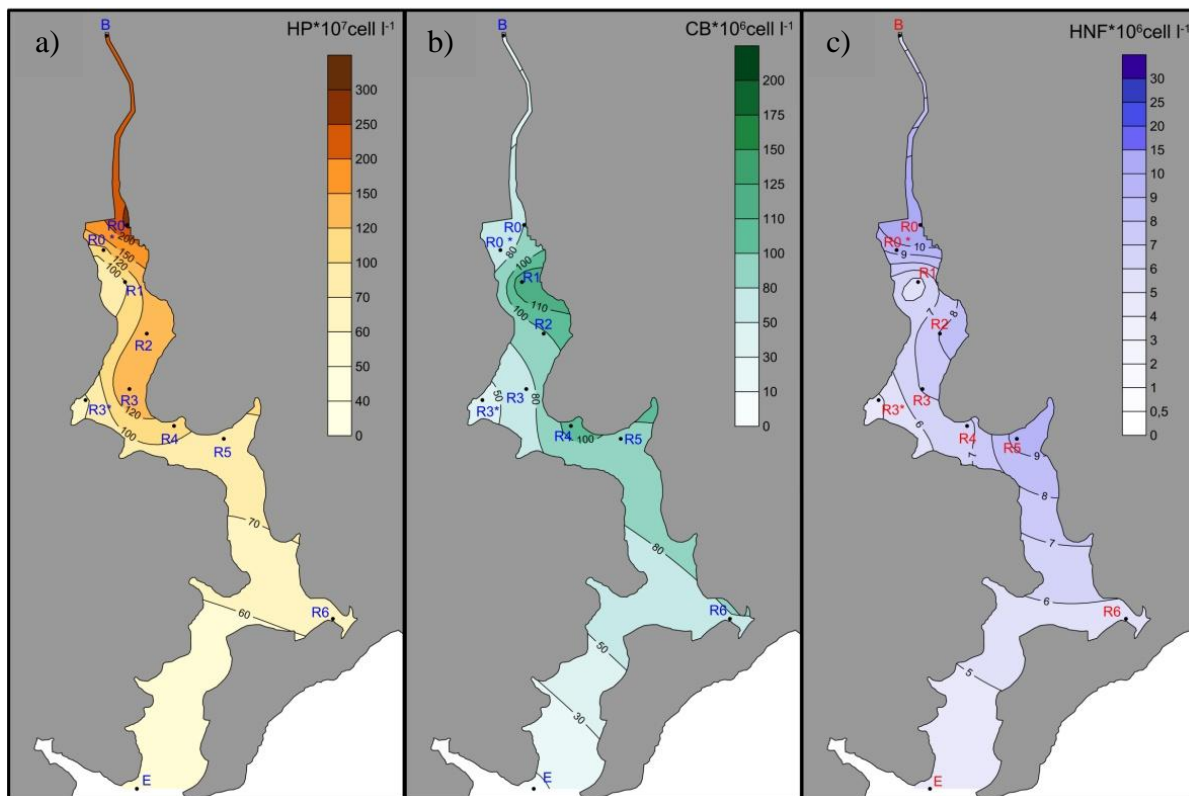 a)
B
HP*10⁷cell l⁻¹
300
250
200
150
120
100
70
60
50
40
0
R0
200
R0*
150
120
100
R1
R2
R3
R3*
120
100
R4
R5
70
60
R6
E
b)
B
CB*10⁶cell l⁻¹
200
175
150
125
110
100
80
50
30
10
0
R0
R0*
80
100
R1
110
100
R2
50
R3
R3*
80
R4
100
R5
80
R6
50
30
E
c)
B
HNF*10⁶cell l⁻¹
30
25
20
15
10
9
8
7
6
5
4
3
2
1
0,5
0
R0
R0*
10
9
R1
7
8
R2
R3
R3*
6
R4
7
R5
9
8
7
6
R6
5
E